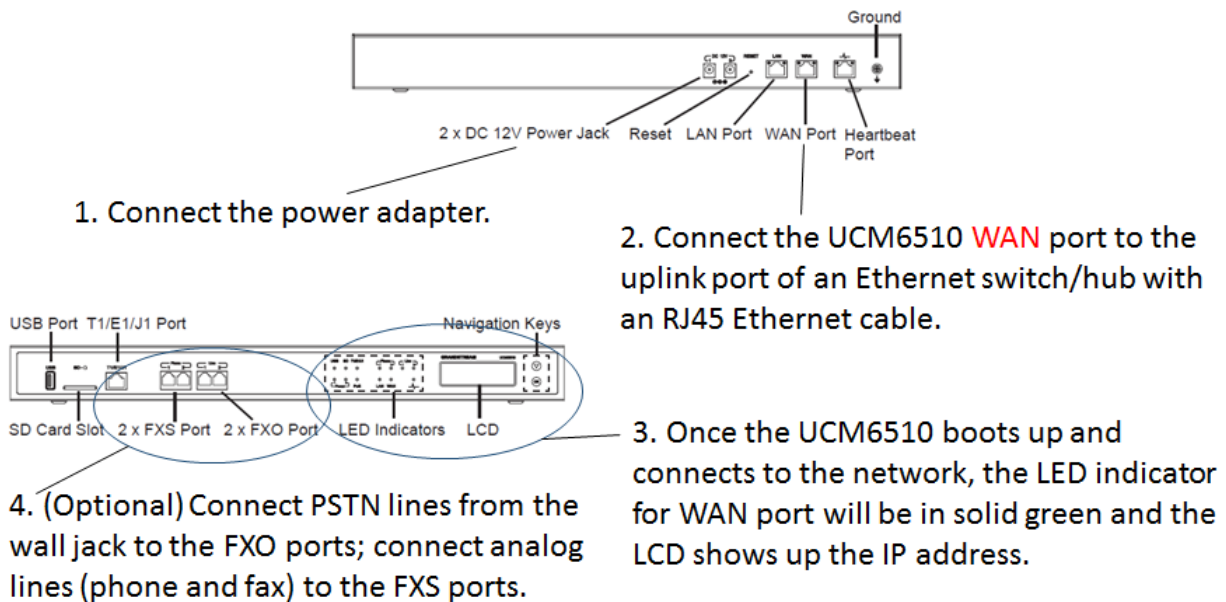 Ground
DC 12V
RESET
LAN
WAN
2 x DC 12V Power Jack
Reset
LAN Port
WAN Port
Heartbeat
Port
1. Connect the power adapter.
2. Connect the UCM6510 WAN port to the
uplink port of an Ethernet switch/hub with
an RJ45 Ethernet cable.
USB Port
T1/E1/J1 Port
Navigation Keys
SD Card Slot
2 x FXS Port
2 x FXO Port
LED Indicators
LCD
3. Once the UCM6510 boots up and
connects to the network, the LED indicator
for WAN port will be in solid green and the
LCD shows up the IP address.
4. (Optional) Connect PSTN lines from the
wall jack to the FXO ports; connect analog
lines (phone and fax) to the FXS ports.